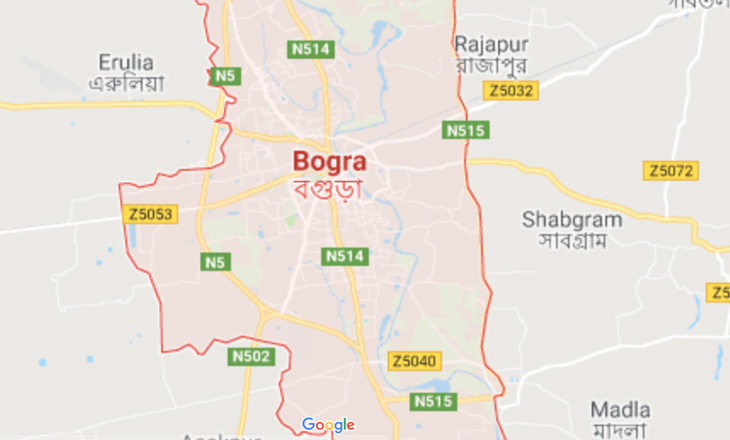 N514
Rajapur
রাজাপুর
Erulia
এরুলিয়া
N5
Z5032
N515
Bogra
বগুড়া
Z5072
Z5053
Shabgram
সাবগ্রাম
N514
N5
N502
Z5040
N515
Madla
মাদলা
Google